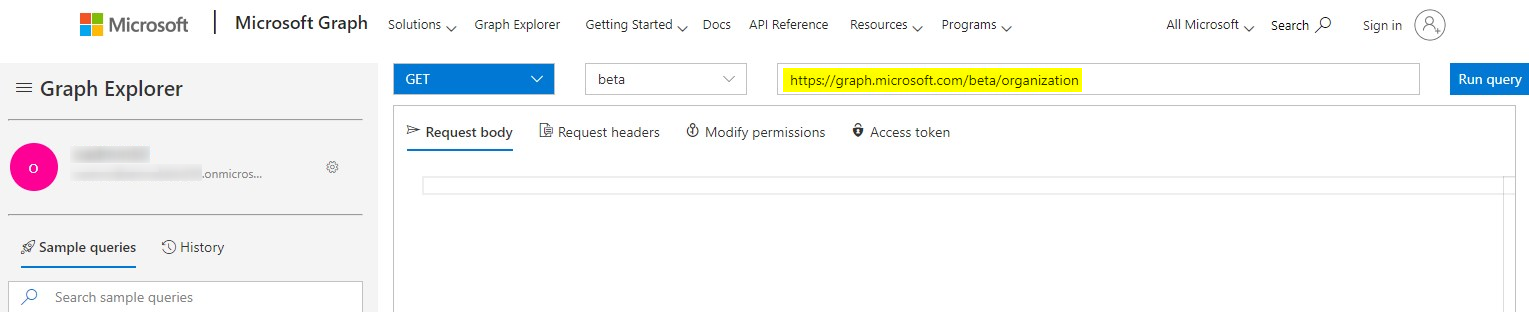 Microsoft | Microsoft Graph Solutions Graph Explorer Getting Started Docs API Reference Resources Programs All Microsoft Search Sign in
Graph Explorer
GET beta https://graph.microsoft.com/beta/organization Run query
Request body Request headers Modify permissions Access token
O
.onmicros...
Sample queries History
Search sample queries